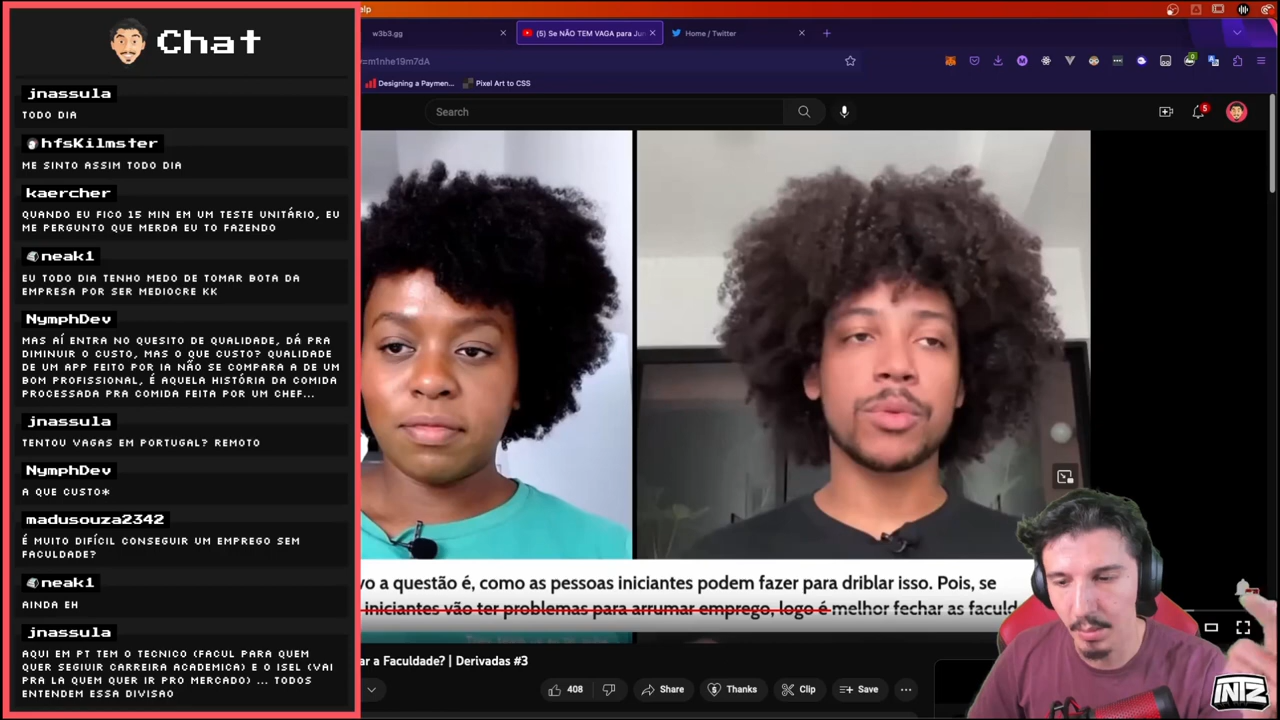 Chat
jnassula
TODO DIA
hfsKilmster
ME SINTO ASSIM TODO DIA
kaercher
QUANDO EU FICO 15 MIN EM UM TESTE UNITÁRIO, EU
ME PERGUNTO QUE MERDA EU TO FAZENDO
neak1
EU TODO DIA TENHO MEDO DE TOMAR BOTA DA
EMPRESA POR SER MEDIOCRE KK
NymphDev
MAS AÍ ENTRA NO QUESITO DE QUALIDADE, DÁ PRA
DIMINUIR O CUSTO, MAS O QUE CUSTO? QUALIDADE
DE UM APP FEITO POR IA NÃO SE COMPARA A DE UM
BOM PROFISSIONAL, É AQUELA HISTÓRIA DA COMIDA
PROCESSADA PRA COMIDA FEITA POR UM CHEF...
jnassula
TENTOU VAGAS EM PORTUGAL? REMOTO
NymphDev
A QUE CUSTO*
madusouza2342
É MUITO DIFÍCIL CONSEGUIR UM EMPREGO SEM
FACULDADE?
neak1
AINDA EH
jnassula
AQUI EM PT TEM O TECNICO (FACUL PARA QUEM
QUER SEGUIR CARREIRA ACADEMICA) E O ISEL (VAI
PRA LA QUEM QUER IR PRO MERCADO) ... TODOS
ENTENDEM ESSA DIVISAO
elp
w3b3.gg
(5) Se NÃO TEM VAGA para Jun
Home / Twitter
=m1nhe19m7dA
Designing a Paymen...
Pixel Art to CSS
Search
5
vo a questão é, como as pessoas iniciantes podem fazer para driblar isso. Pois, se
iniciantes vão ter problemas para arrumar emprego, logo é melhor fechar as faculd
ar a Faculdade? | Derivadas #3
408
Share
Thanks
Clip
Save
INTZ